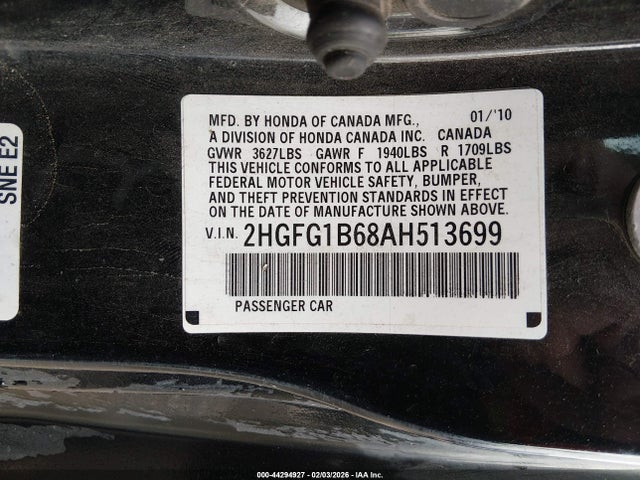 MFD. BY HONDA OF CANADA MFG., 01/'10
A DIVISION OF HONDA CANADA INC. CANADA
GVWR 3627LBS GAWR F 1940LBS R 1709LBS
THIS VEHICLE CONFORMS TO ALL APPLICABLE
FEDERAL MOTOR VEHICLE SAFETY, BUMPER,
AND THEFT PREVENTION STANDARDS IN EFFECT
ON THE DATE OF MANUFACTURE SHOWN ABOVE.
V.I.N. 2HGFG1B68AH513699
PASSENGER CAR
SNE E2
000-44294927 - 02/03/2026 - IAA Inc.